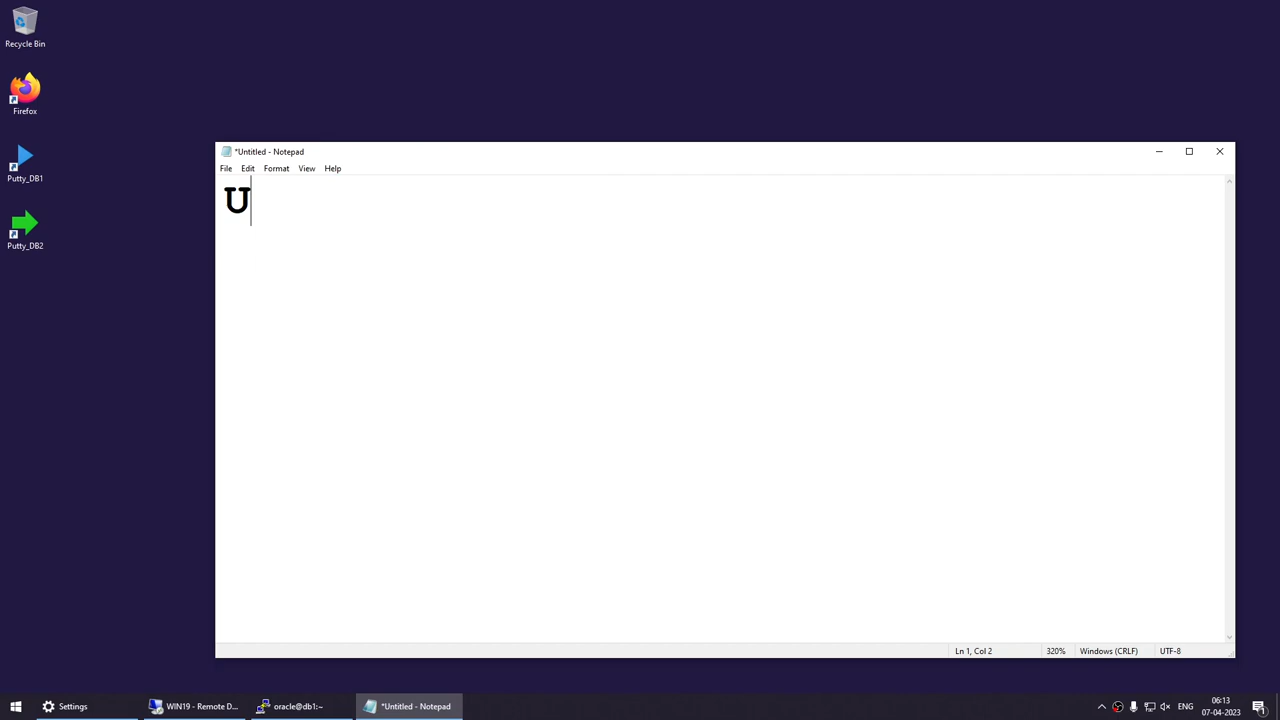 Recycle Bin
Firefox
Putty_DB1
Putty_DB2
*Untitled - Notepad
File Edit Format View Help
U
Ln 1, Col 2 320% Windows (CRLF) UTF-8
Settings WIN19 - Remote D... oracle@db1:~ *Untitled - Notepad ENG 06:13
07-04-2023
1